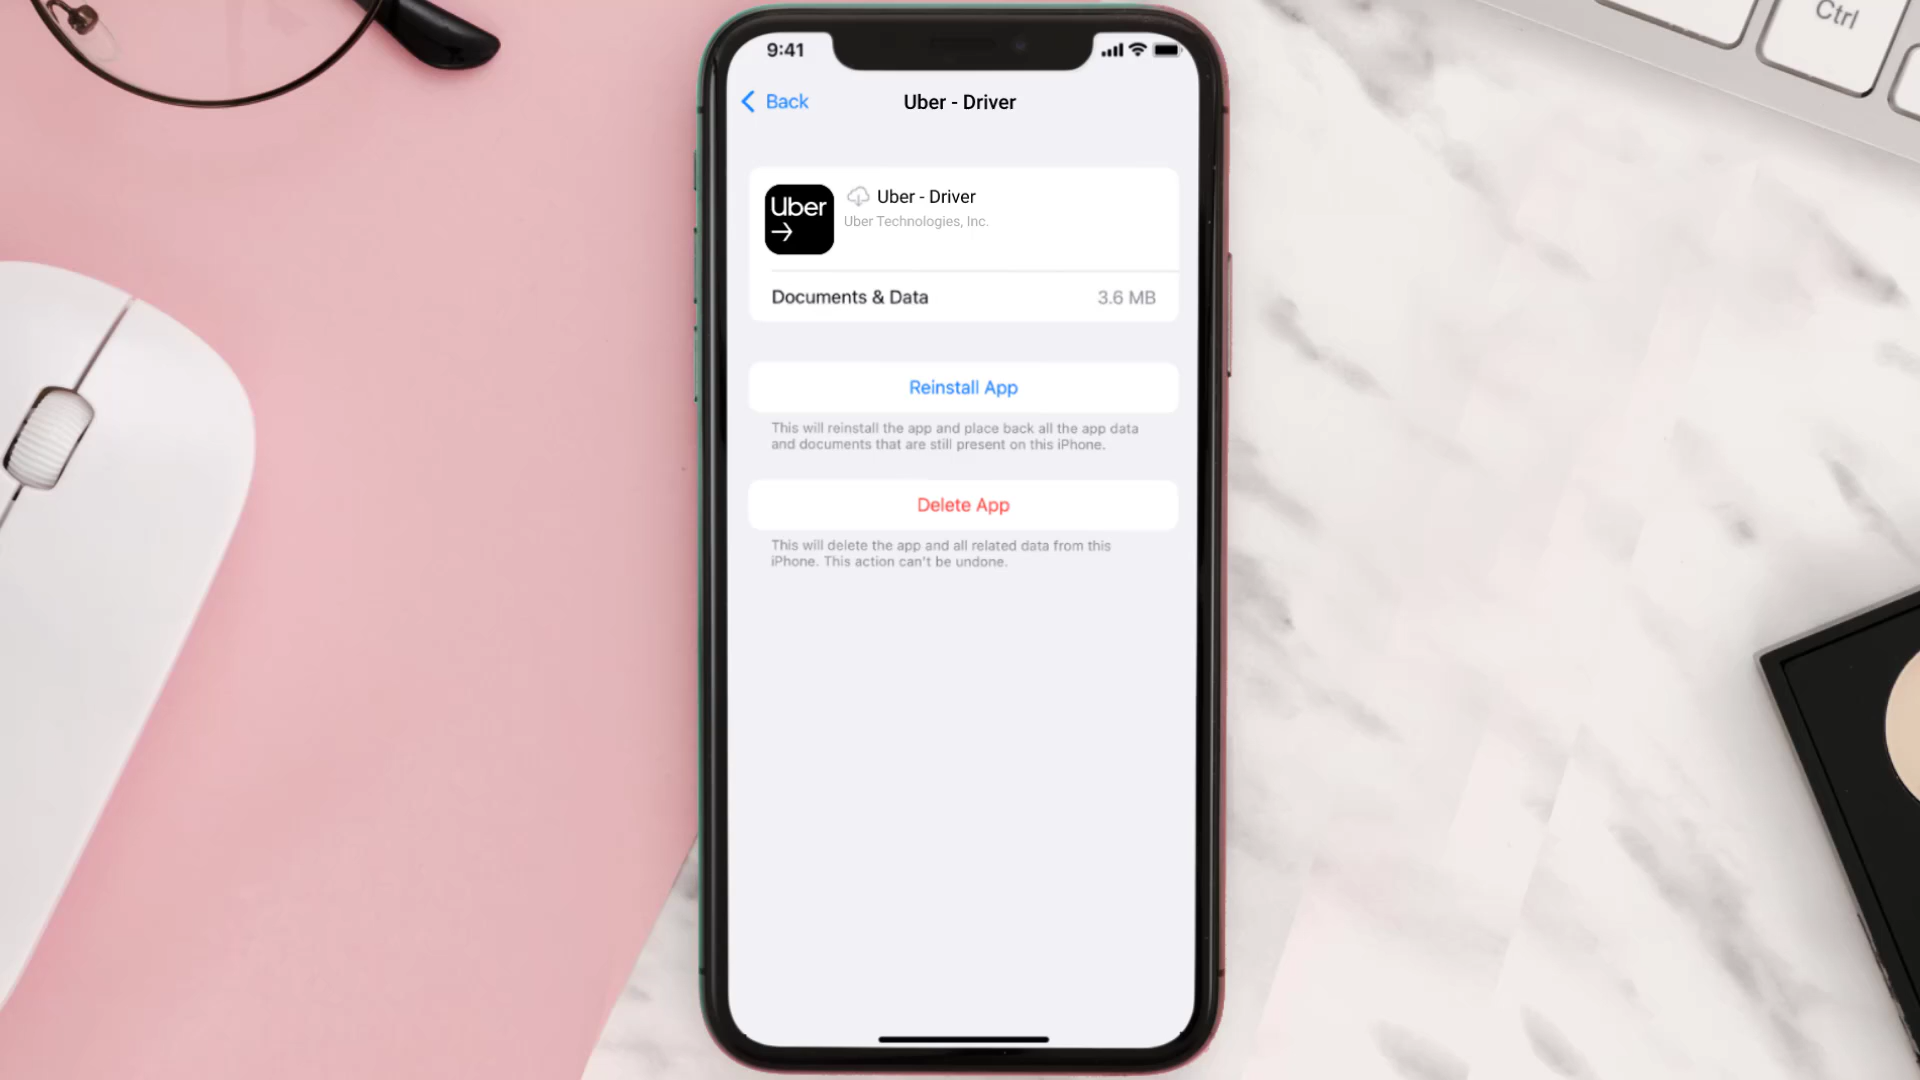 Ctrl
9:41
Back
Uber - Driver
Uber
Uber - Driver
Uber Technologies, Inc.
Documents & Data
3.6 MB
Reinstall App
This will reinstall the app and place back all the app data
and documents that are still present on this iPhone.
Delete App
This will delete the app and all related data from this
iPhone. This action can't be undone.